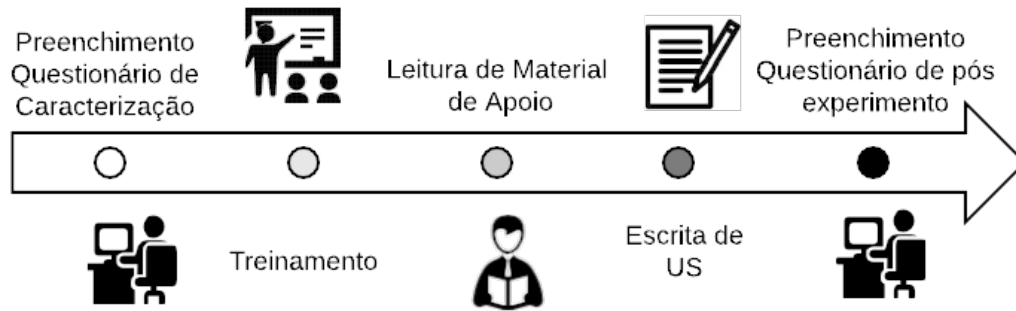 Preenchimento
Questionário de
Caracterização
Treinamento
Leitura de Material
de Apoio
Escrita de
US
Preenchimento
Questionário de pós
experimento